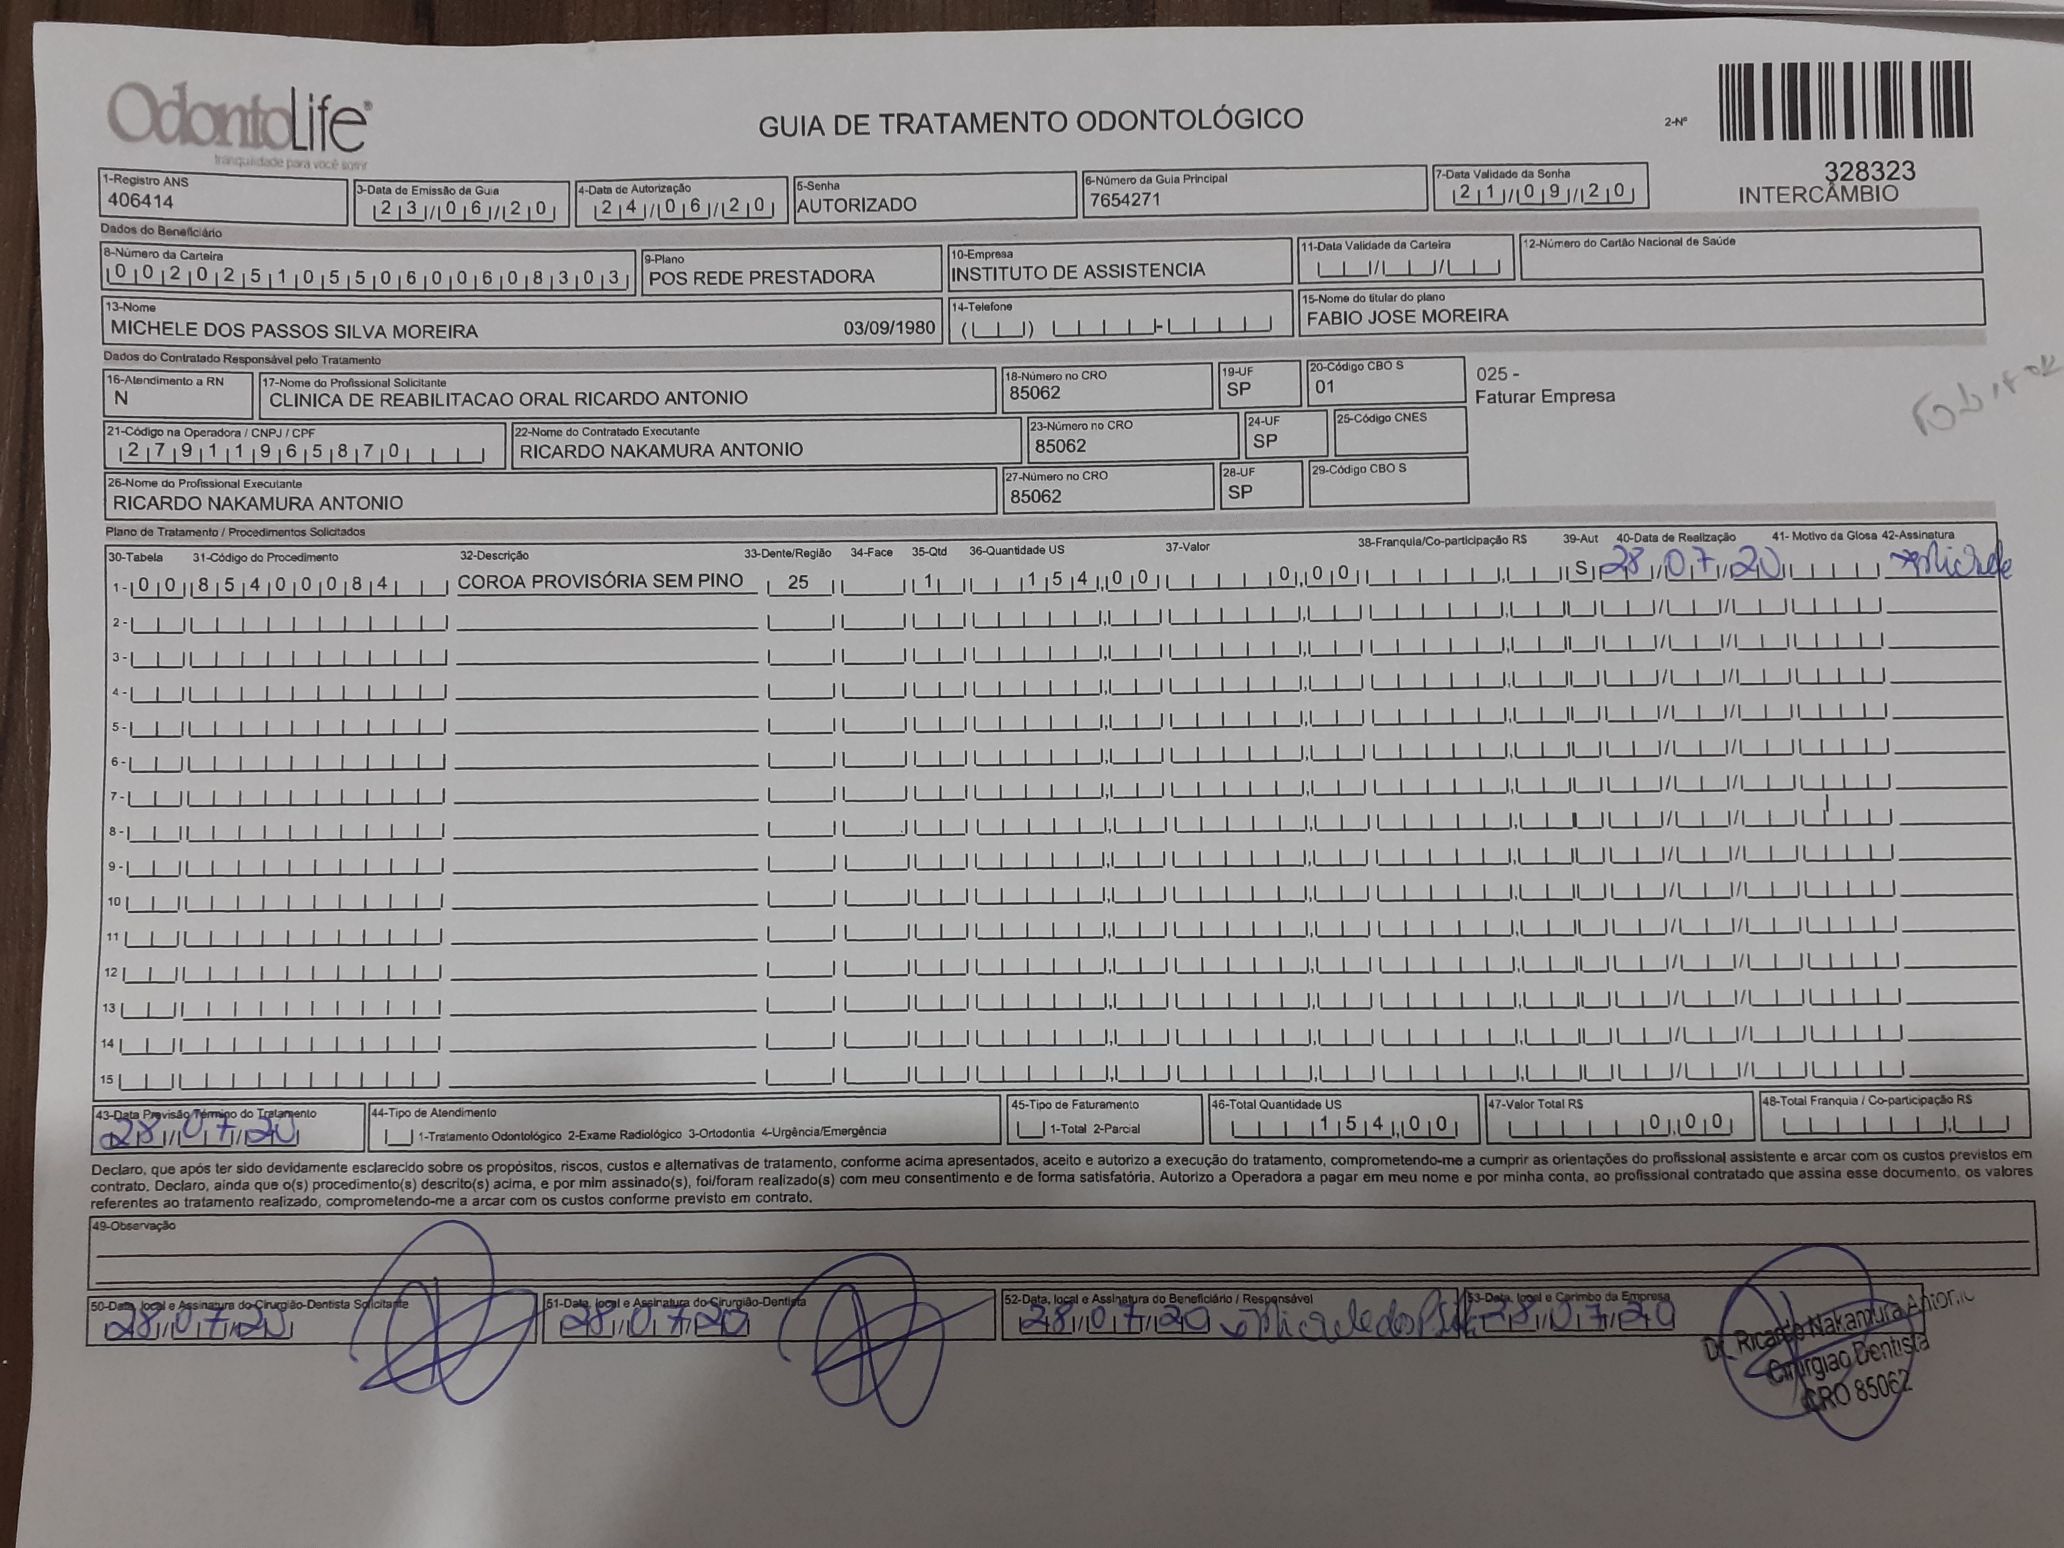 OdontoLife®
tranquilidade para você sorrir
GUIA DE TRATAMENTO ODONTOLÓGICO
2-Nº
328323
INTERCÂMBIO
1-Registro ANS
406414
3-Data de Emissão da Guia
23/06/20
4-Data de Autorização
24/06/20
5-Senha
AUTORIZADO
6-Número da Guia Principal
7654271
7-Data Validade da Senha
21/09/20
Dados do Beneficiário
8-Número da Carteira
00202510550600608303
9-Plano
POS REDE PRESTADORA
10-Empresa
INSTITUTO DE ASSISTENCIA
11-Data Validade da Carteira
12-Número do Cartão Nacional de Saúde
13-Nome
MICHELE DOS PASSOS SILVA MOREIRA 03/09/1980
14-Telefone
15-Nome do titular do plano
FABIO JOSE MOREIRA
Dados do Contratado Responsável pelo Tratamento
16-Atendimento a RN
N
17-Nome do Profissional Solicitante
CLINICA DE REABILITACAO ORAL RICARDO ANTONIO
18-Número no CRO
85062
19-UF
SP
20-Código CBO S
01
025 -
Faturar Empresa
21-Código na Operadora / CNPJ / CPF
27911965870
22-Nome do Contratado Executante
RICARDO NAKAMURA ANTONIO
23-Número no CRO
85062
24-UF
SP
25-Código CNES
26-Nome do Profissional Executante
RICARDO NAKAMURA ANTONIO
27-Número no CRO
85062
28-UF
SP
29-Código CBO S
Plano de Tratamento / Procedimentos Solicitados
30-Tabela 31-Código do Procedimento 32-Descrição 33-Dente/Região 34-Face 35-Qtd 36-Quantidade US 37-Valor 38-Franquia/Co-participação R$ 39-Aut 40-Data de Realização 41- Motivo da Glosa 42-Assinatura
1- 00 85400084 COROA PROVISÓRIA SEM PINO 25 1 154,00 0,00 S 28/07/20 Michele
2-
3-
4-
5-
6-
7-
8-
9-
10
11
12
13
14
15
43-Data Previsão Término do Tratamento
28/07/20
44-Tipo de Atendimento
1-Tratamento Odontológico 2-Exame Radiológico 3-Ortodontia 4-Urgência/Emergência
45-Tipo de Faturamento
1-Total 2-Parcial
46-Total Quantidade US
154,00
47-Valor Total R$
0,00
48-Total Franquia / Co-participação R$
Declaro, que após ter sido devidamente esclarecido sobre os propósitos, riscos, custos e alternativas de tratamento, conforme acima apresentados, aceito e autorizo a execução do tratamento, comprometendo-me a cumprir as orientações do profissional assistente e arcar com os custos previstos em
contrato. Declaro, ainda que o(s) procedimento(s) descrito(s) acima, e por mim assinado(s), foi/foram realizado(s) com meu consentimento e de forma satisfatória. Autorizo a Operadora a pagar em meu nome e por minha conta, ao profissional contratado que assina esse documento, os valores
referentes ao tratamento realizado, comprometendo-me a arcar com os custos conforme previsto em contrato.
49-Observação
50-Data, local e Assinatura do Cirurgião-Dentista Solicitante
28/07/20
51-Data, local e Assinatura do Cirurgião-Dentista
28/07/20
52-Data, local e Assinatura do Beneficiário / Responsável
28/07/20 Michele dos
53-Data, local e Carimbo da Empresa
28/07/20
Dr. Ricardo Nakamura Antonio
Cirurgião Dentista
CRO 85062